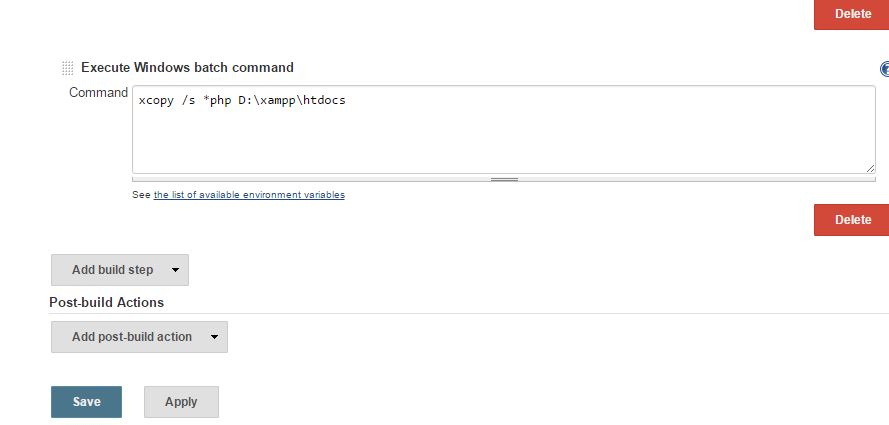 Delete
Execute Windows batch command
Command
xcopy /s *php D:\xampp\htdocs
See the list of available environment variables
Delete
Add build step
Post-build Actions
Add post-build action
Save Apply